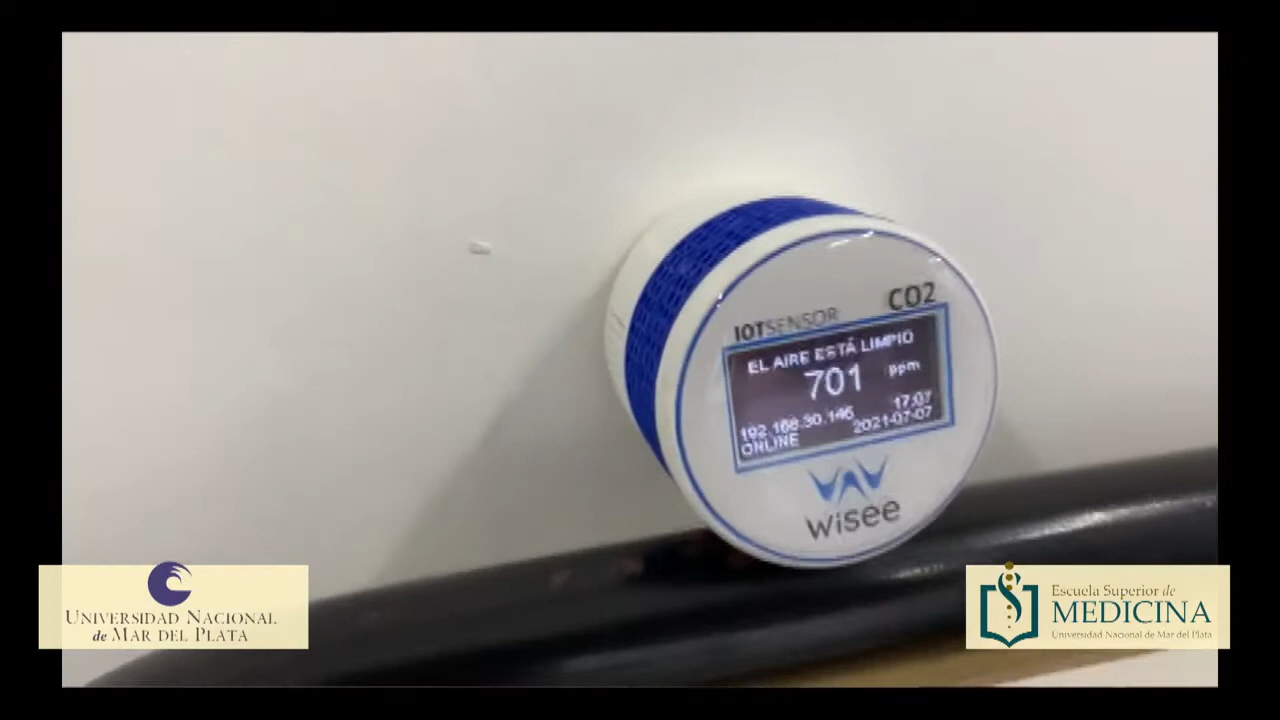 CO2
IOTSENSOR
EL AIRE ESTÁ LIMPIO
701 ppm
192.168.30.146 17:07
ONLINE 2021-07-07
wisee
UNIVERSIDAD NACIONAL
de MAR DEL PLATA
Escuela Superior de
MEDICINA
Universidad Nacional de Mar del Plata